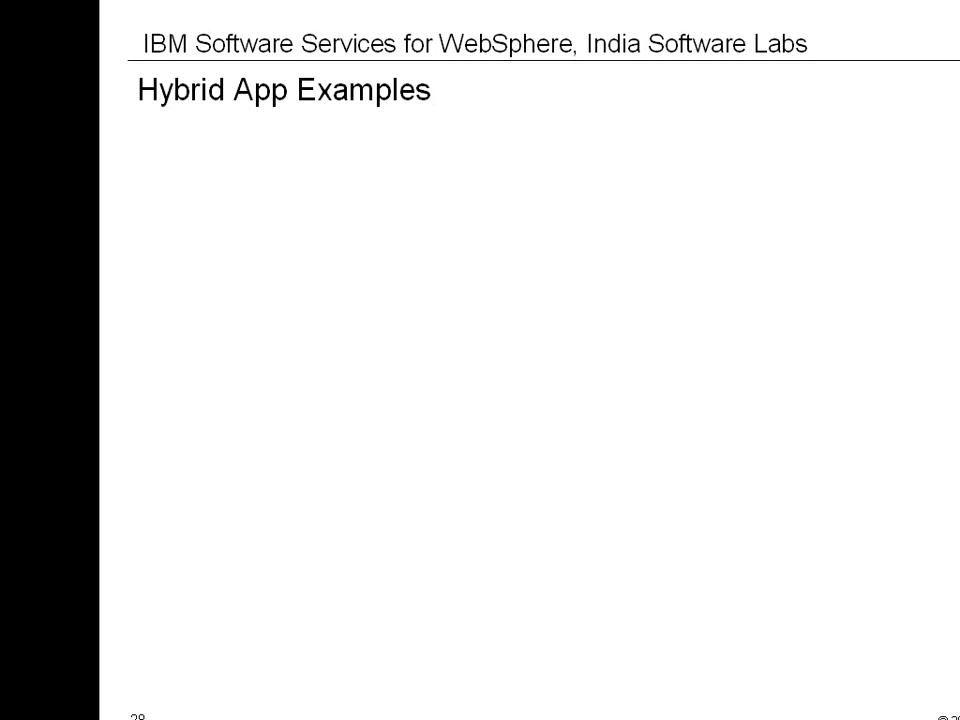 IBM Software Services for WebSphere, India Software Labs
Hybrid App Examples